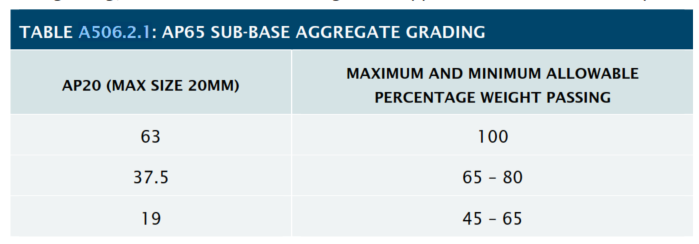 TABLE A506.2.1: AP65 SUB-BASE AGGREGATE GRADING
AP20 (MAX SIZE 20MM)
MAXIMUM AND MINIMUM ALLOWABLE
PERCENTAGE WEIGHT PASSING
63 100
37.5 65 – 80
19 45 – 65